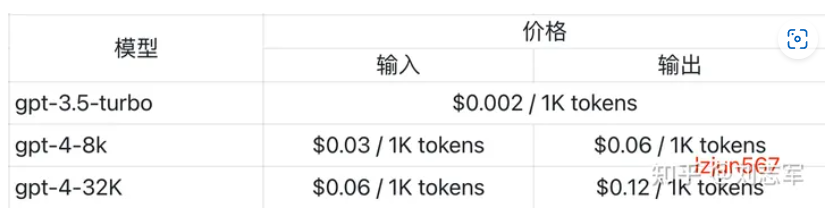 模型
价格
输入
输出
gpt-3.5-turbo
$0.002 / 1K tokens
gpt-4-8k
$0.03 / 1K tokens
$0.06 / 1K tokens
lzjun567
gpt-4-32K
$0.06 / 1K tokens
$0.12 / 1K tokens
知乎 @刘志军